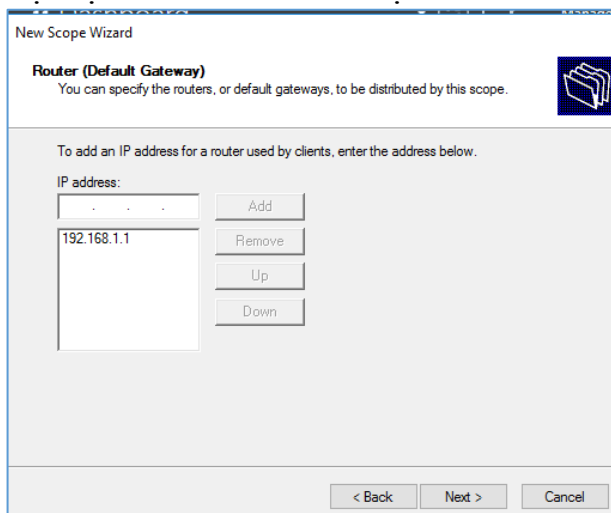 Dashboard
Manage
New Scope Wizard
Router (Default Gateway)
You can specify the routers, or default gateways, to be distributed by this scope.
To add an IP address for a router used by clients, enter the address below.
IP address:
. . .
Add
192.168.1.1
Remove
Up
Down
< Back
Next >
Cancel